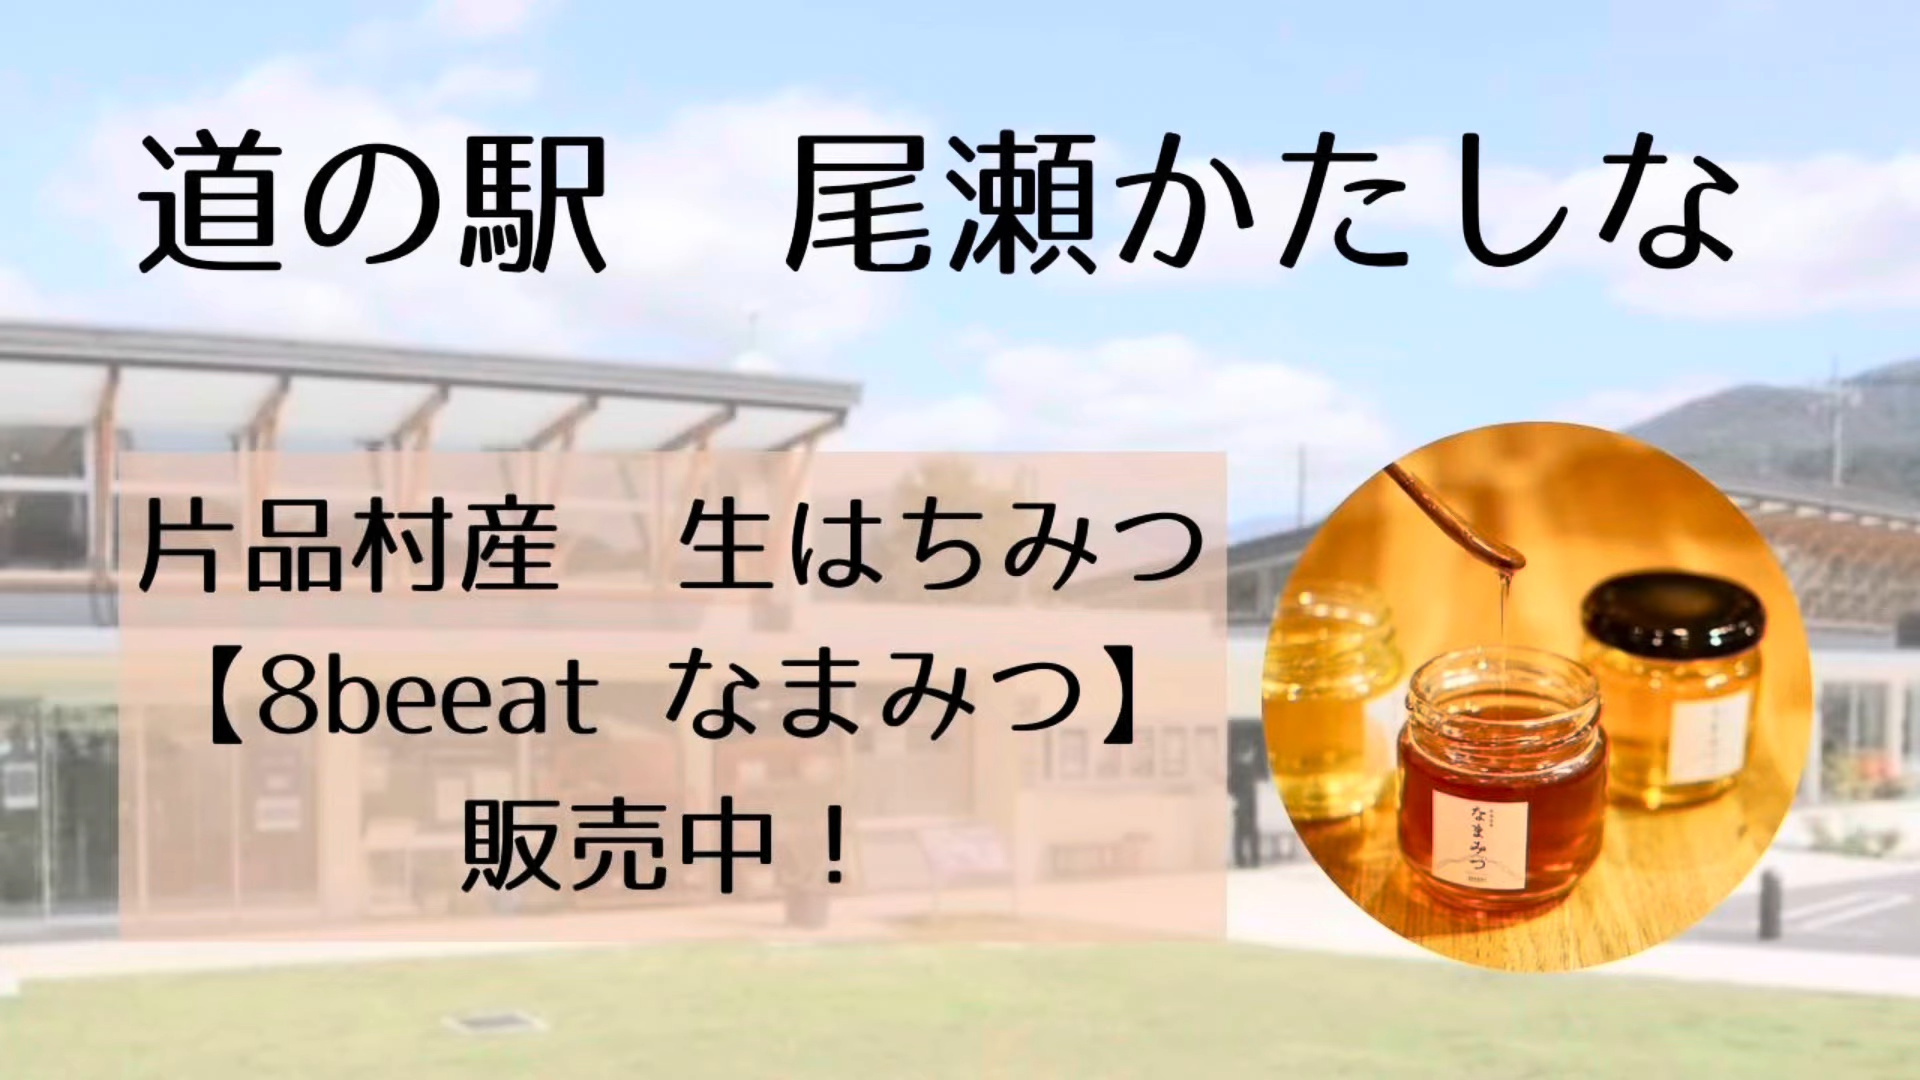 道の駅　尾瀬かたしな
片品村産　生はちみつ
【8beeat なまみつ】
販売中！
なまみつ